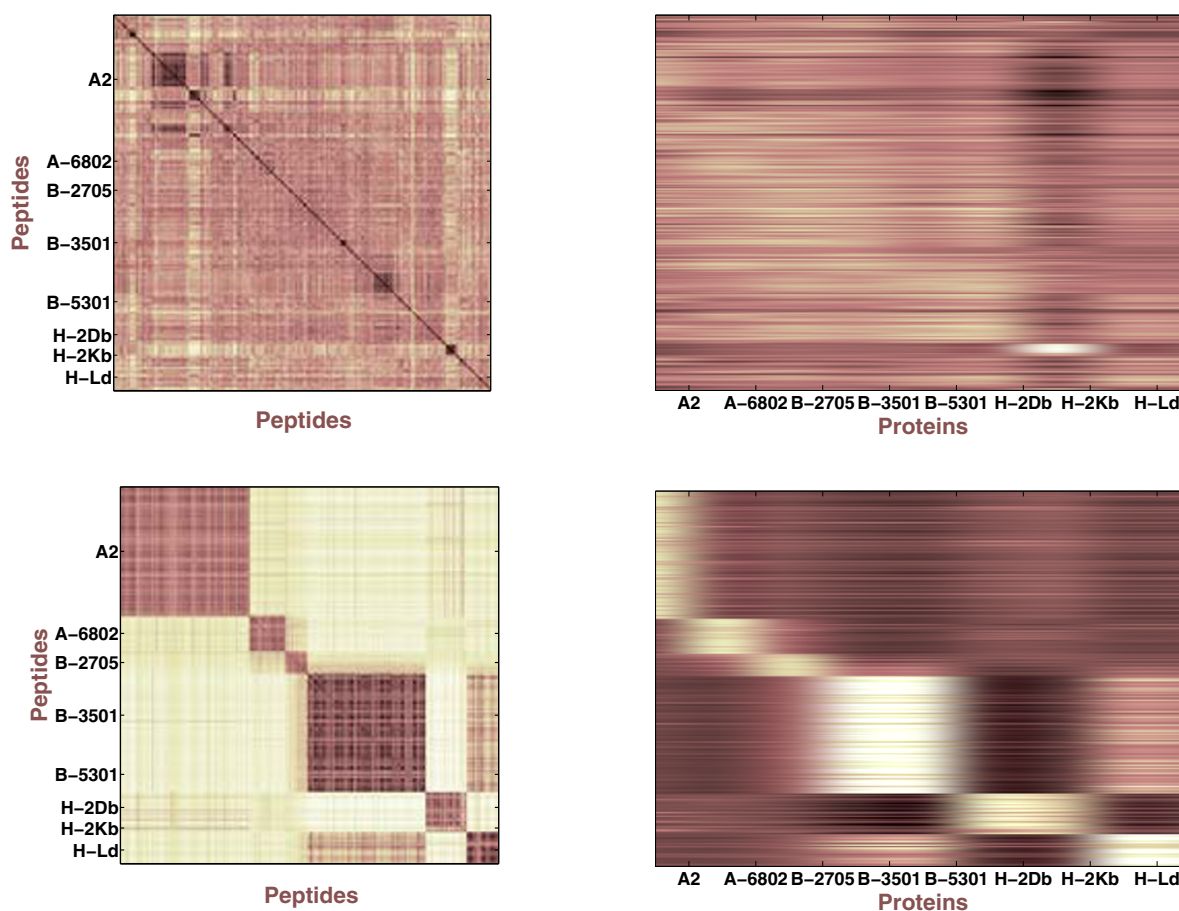 Peptides
A2
A-6802
B-2705
B-3501
B-5301
H-2Db
H-2Kb
H-Ld
Peptides
A2 A-6802 B-2705 B-3501 B-5301 H-2Db H-2Kb H-Ld
Proteins
Peptides
A2
A-6802
B-2705
B-3501
B-5301
H-2Db
H-2Kb
H-Ld
Peptides
A2 A-6802 B-2705 B-3501 B-5301 H-2Db H-2Kb H-Ld
Proteins